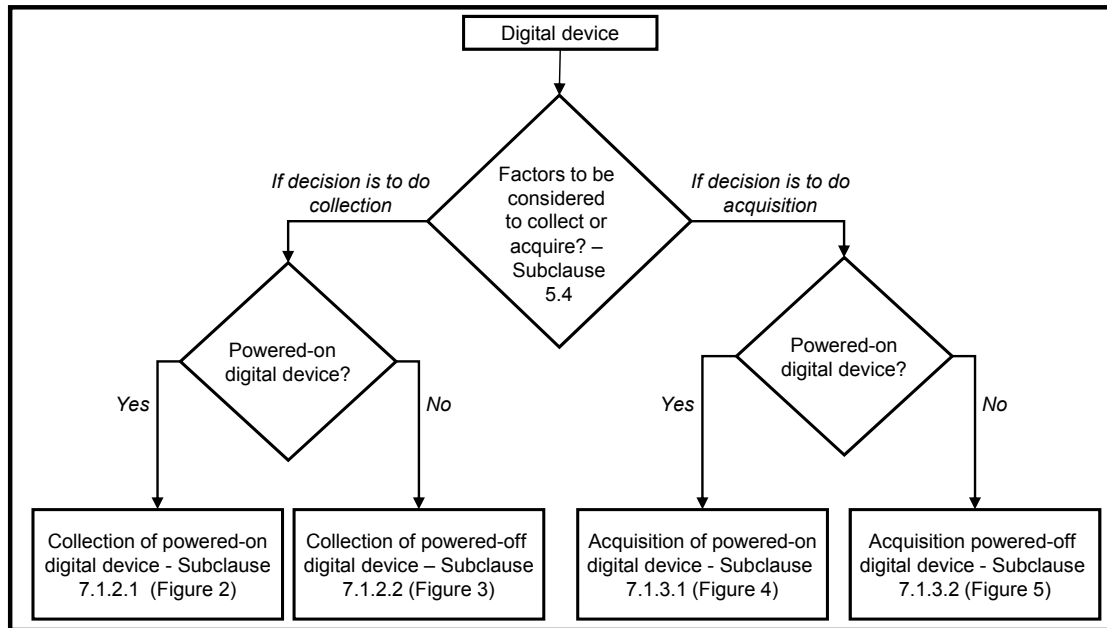 Digital device
Factors to be
considered
to collect or
acquire? –
Subclause
5.4
If decision is to do
collection
If decision is to do
acquisition
Powered-on
digital device?
Powered-on
digital device?
Yes
No
Yes
No
Collection of powered-on
digital device - Subclause
7.1.2.1 (Figure 2)
Collection of powered-off
digital device – Subclause
7.1.2.2 (Figure 3)
Acquisition of powered-on
digital device - Subclause
7.1.3.1 (Figure 4)
Acquisition powered-off
digital device - Subclause
7.1.3.2 (Figure 5)